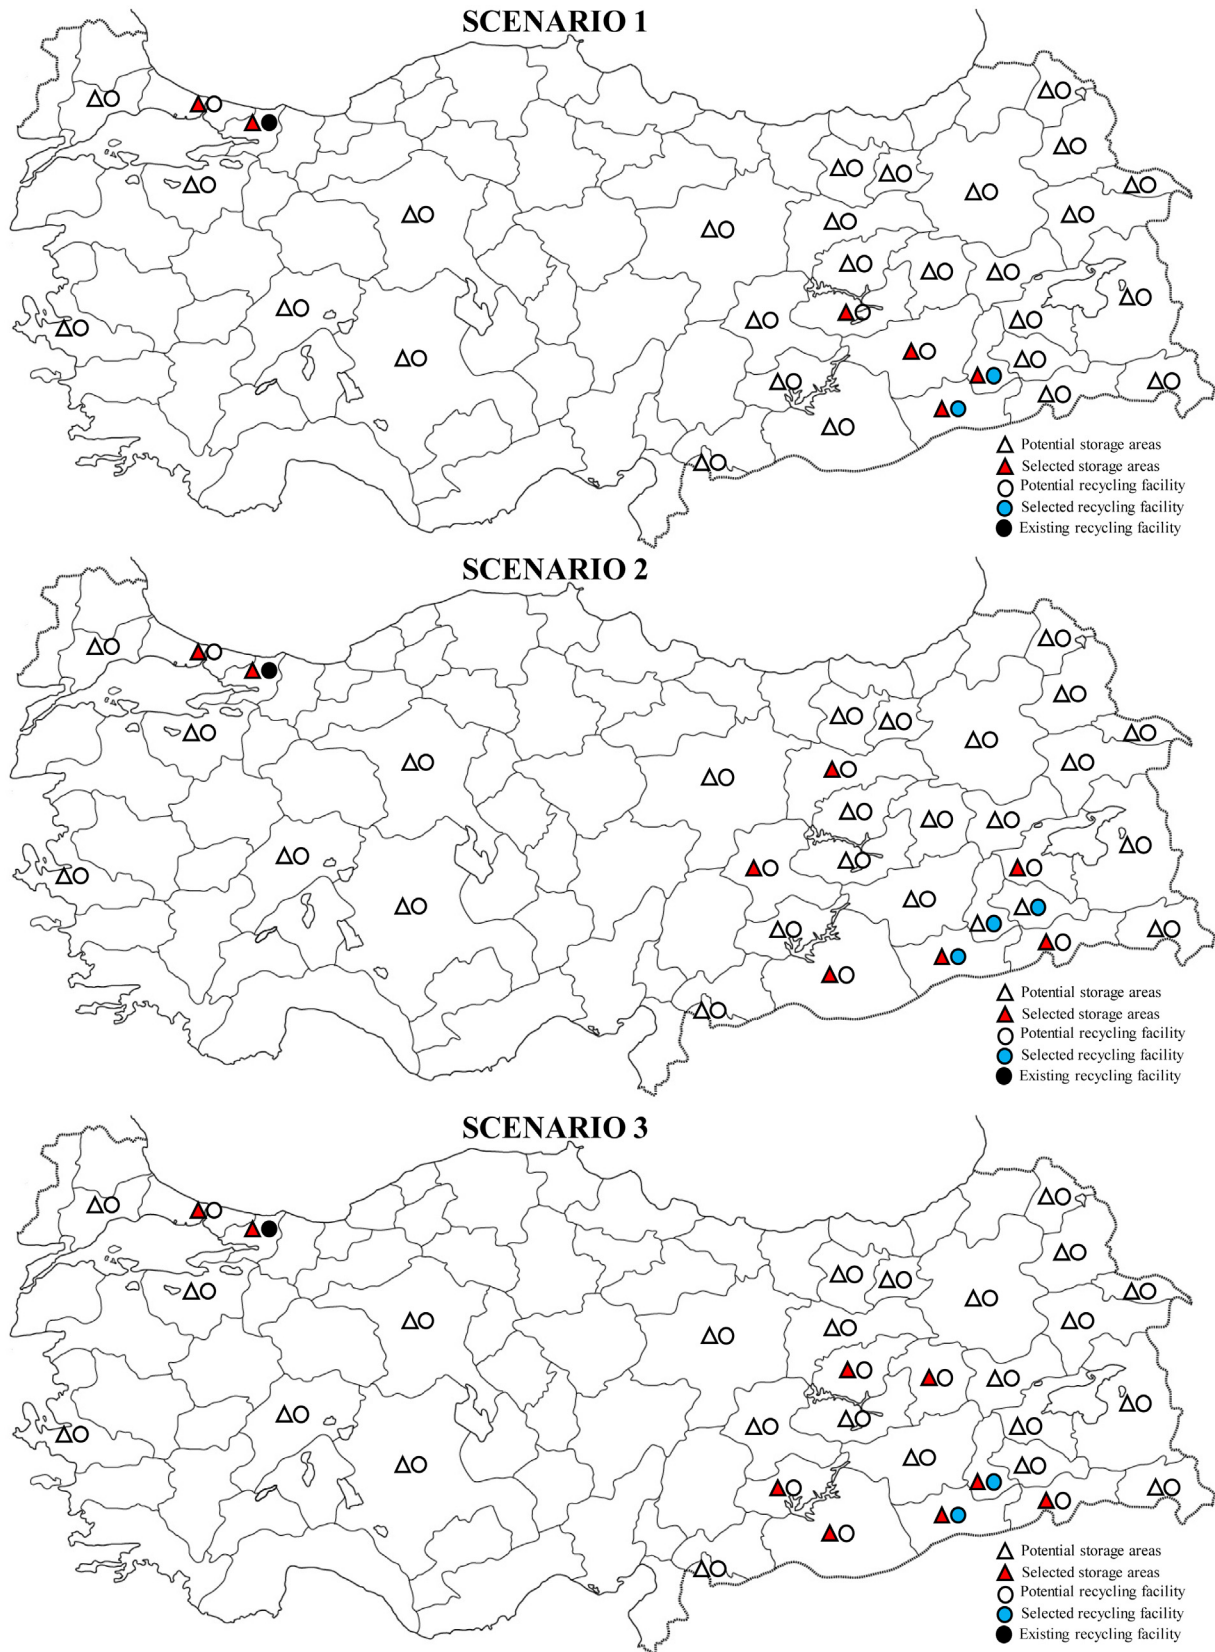 SCENARIO 1
Potential storage areas
Selected storage areas
Potential recycling facility
Selected recycling facility
Existing recycling facility
SCENARIO 2
Potential storage areas
Selected storage areas
Potential recycling facility
Selected recycling facility
Existing recycling facility
SCENARIO 3
Potential storage areas
Selected storage areas
Potential recycling facility
Selected recycling facility
Existing recycling facility